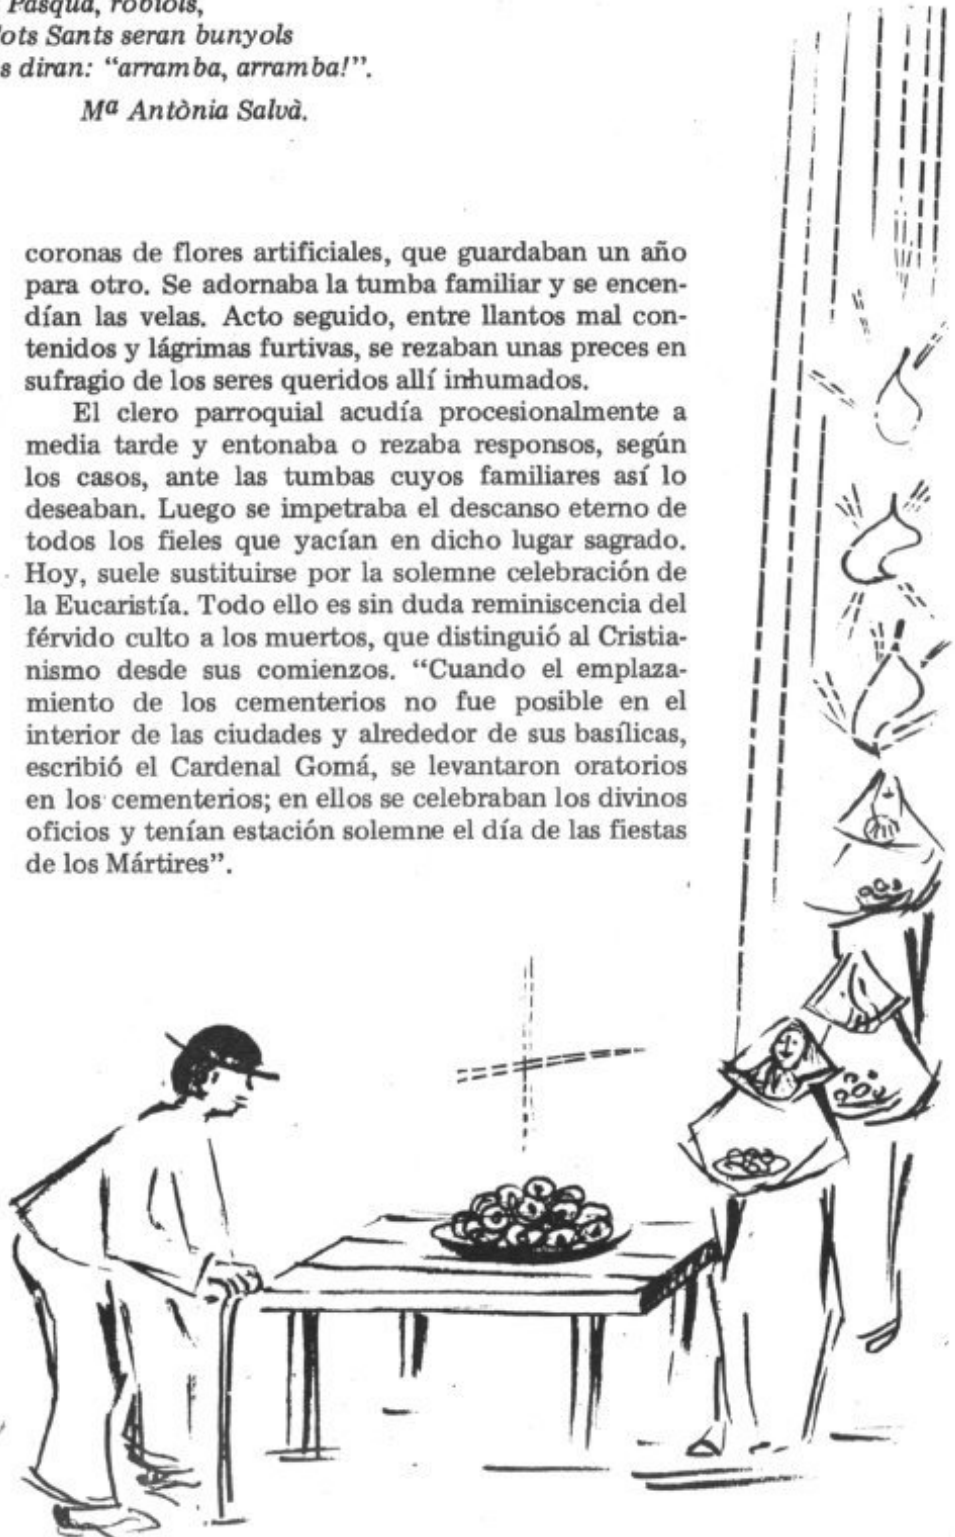 Pasqua, robiols,
ots Sants seran bunyols
s diran: “arramba, arramba!”.
Mª Antònia Salvà.
coronas de flores artificiales, que guardaban un año
para otro. Se adornaba la tumba familiar y se encen-
dían las velas. Acto seguido, entre llantos mal con-
tenidos y lágrimas furtivas, se rezaban unas preces en
sufragio de los seres queridos allí inhumados.
El clero parroquial acudía procesionalmente a
media tarde y entonaba o rezaba responsos, según
los casos, ante las tumbas cuyos familiares así lo
deseaban. Luego se impetraba el descanso eterno de
todos los fieles que yacían en dicho lugar sagrado.
Hoy, suele sustituirse por la solemne celebración de
la Eucaristía. Todo ello es sin duda reminiscencia del
férvido culto a los muertos, que distinguió al Cristia-
nismo desde sus comienzos. “Cuando el emplaza-
miento de los cementerios no fue posible en el
interior de las ciudades y alrededor de sus basílicas,
escribió el Cardenal Gomá, se levantaron oratorios
en los cementerios; en ellos se celebraban los divinos
oficios y tenían estación solemne el día de las fiestas
de los Mártires”.